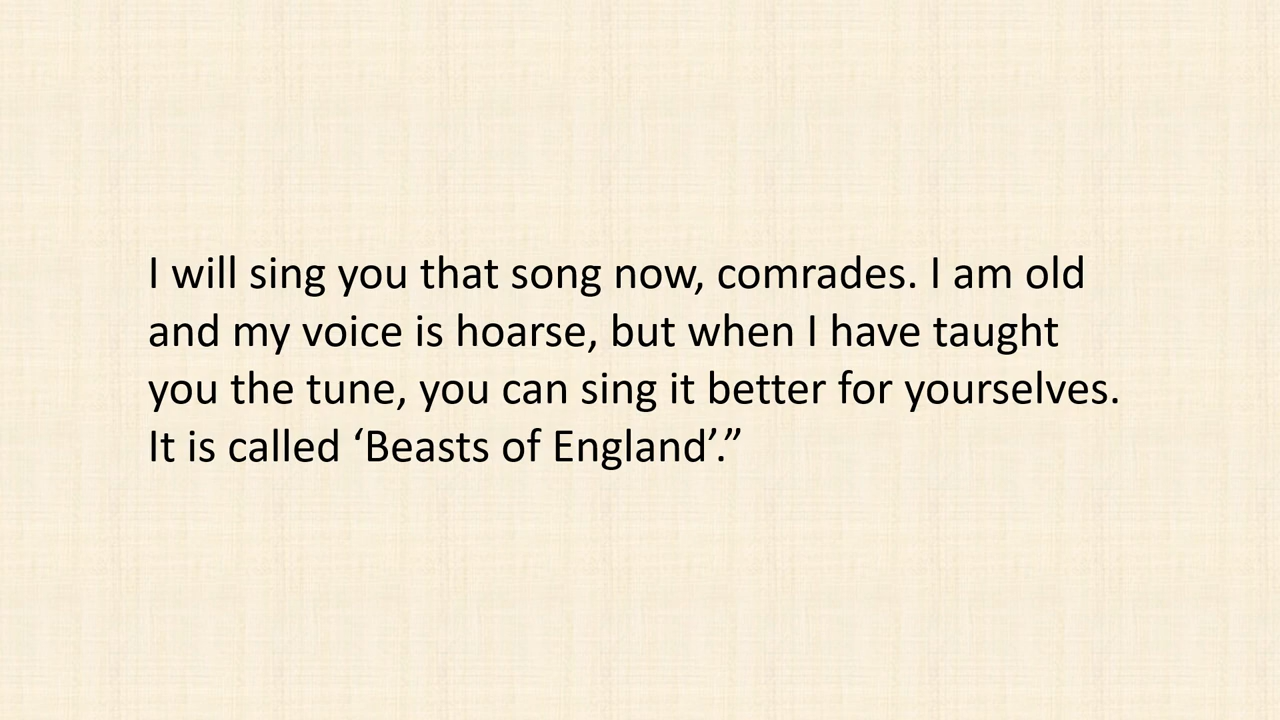 I will sing you that song now, comrades. I am old
and my voice is hoarse, but when I have taught
you the tune, you can sing it better for yourselves.
It is called ‘Beasts of England’.”